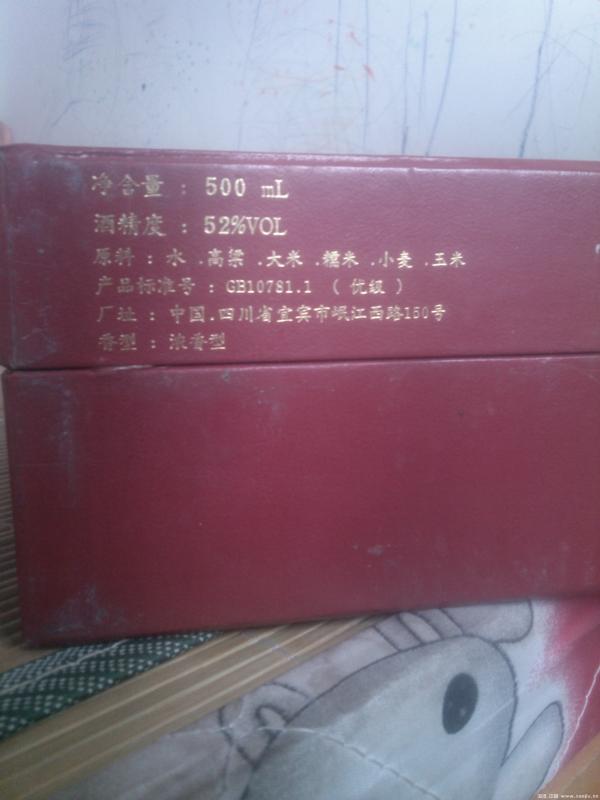 净含量 : 500 mL
酒精度 : 52%VOL
原料 : 水 .高梁 .大米 .糯米 .小麦 .玉米
产品标准号 : GB10781.1 ( 优级 )
厂址 : 中国.四川省宜宾市岷江西路150号
香型 : 浓香型